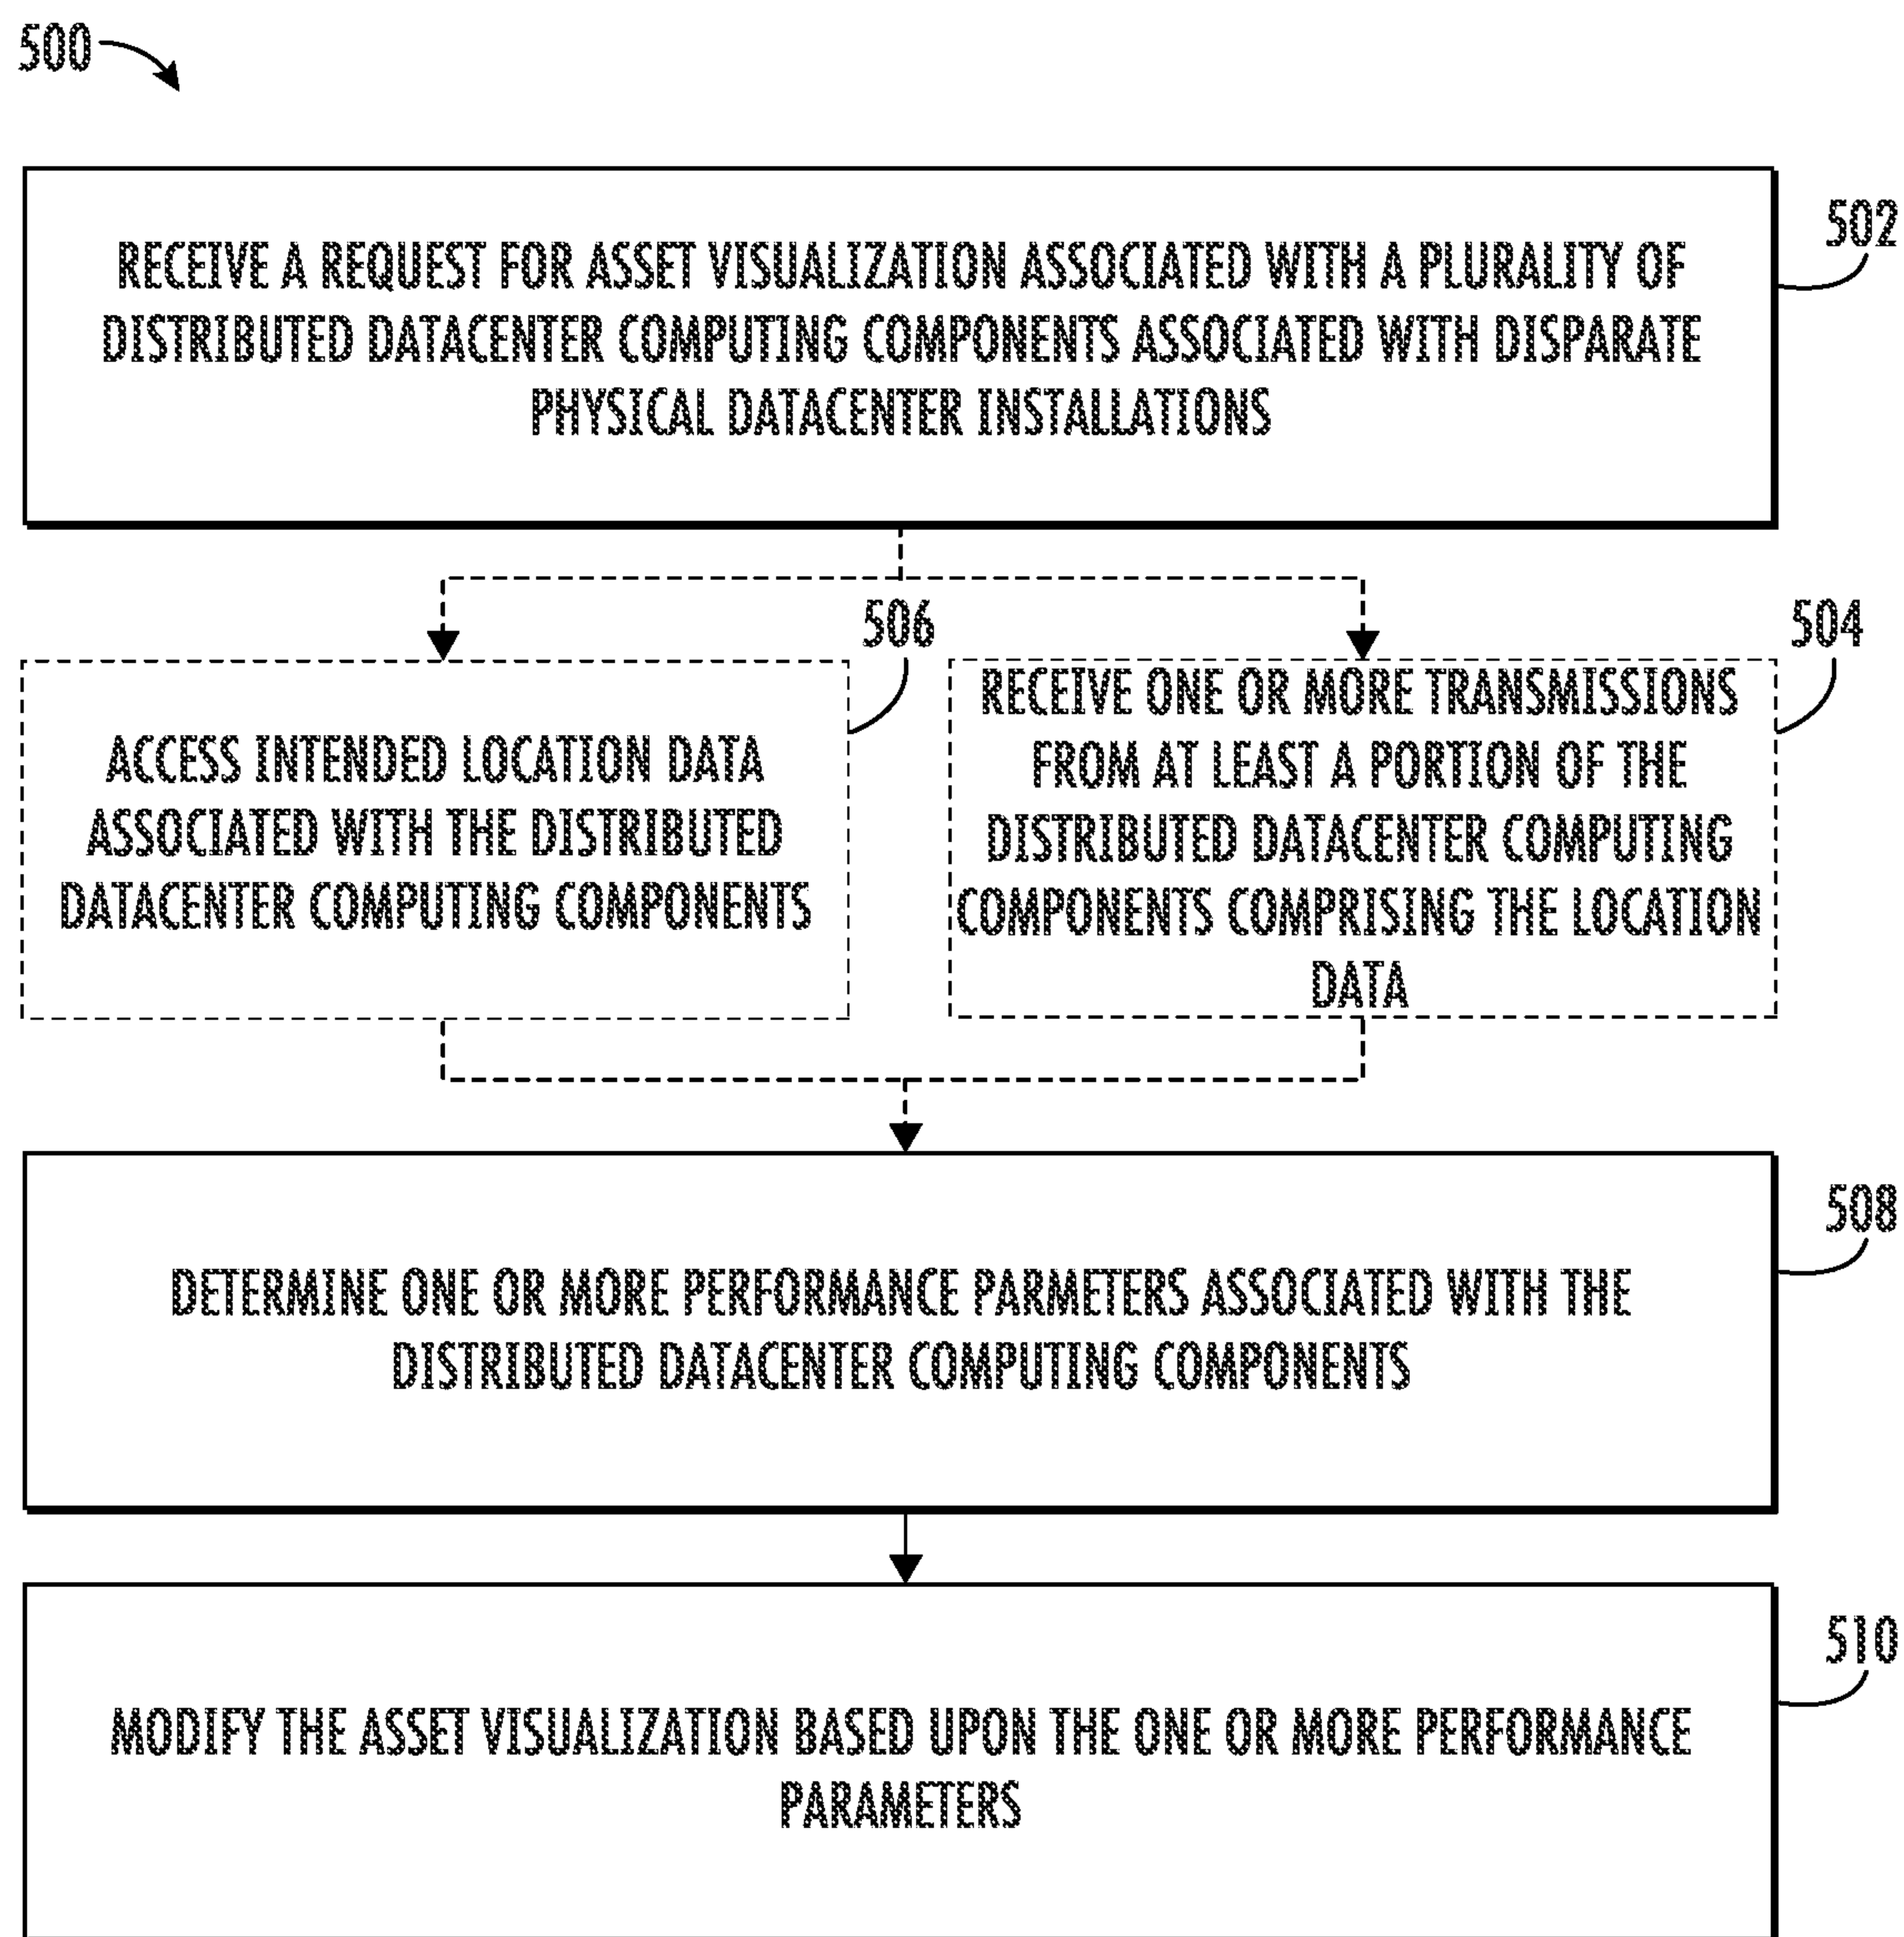 500
502
RECEIVE A REQUEST FOR ASSET VISUALIZATION ASSOCIATED WITH A PLURALITY OF
DISTRIBUTED DATACENTER COMPUTING COMPONENTS ASSOCIATED WITH DISPARATE
PHYSICAL DATACENTER INSTALLATIONS
506
ACCESS INTENDED LOCATION DATA
ASSOCIATED WITH THE DISTRIBUTED
DATACENTER COMPUTING COMPONENTS
504
RECEIVE ONE OR MORE TRANSMISSIONS
FROM AT LEAST A PORTION OF THE
DISTRIBUTED DATACENTER COMPUTING
COMPONENTS COMPRISING THE LOCATION
DATA
508
DETERMINE ONE OR MORE PERFORMANCE PARMETERS ASSOCIATED WITH THE
DISTRIBUTED DATACENTER COMPUTING COMPONENTS
510
MODIFY THE ASSET VISUALIZATION BASED UPON THE ONE OR MORE PERFORMANCE
PARAMETERS